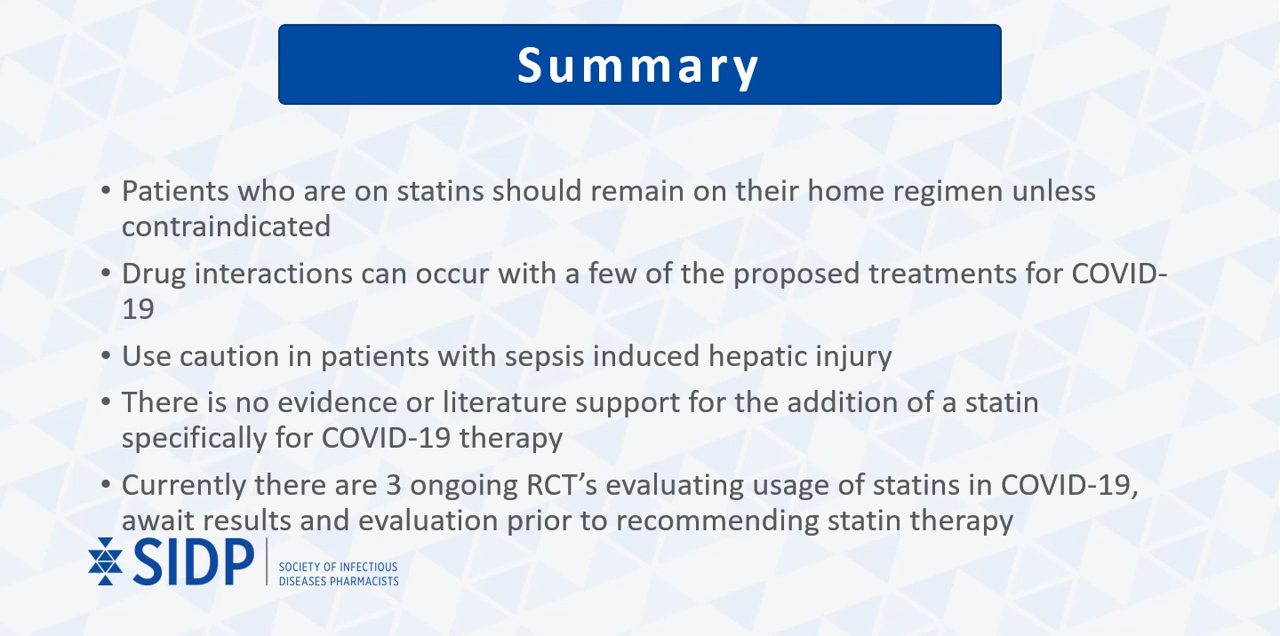 Summary
• Patients who are on statins should remain on their home regimen unless
contraindicated
• Drug interactions can occur with a few of the proposed treatments for COVID-
19
• Use caution in patients with sepsis induced hepatic injury
• There is no evidence or literature support for the addition of a statin
specifically for COVID-19 therapy
• Currently there are 3 ongoing RCT’s evaluating usage of statins in COVID-19,
await results and evaluation prior to recommending statin therapy
SIDP
SOCIETY OF INFECTIOUS
DISEASES PHARMACISTS